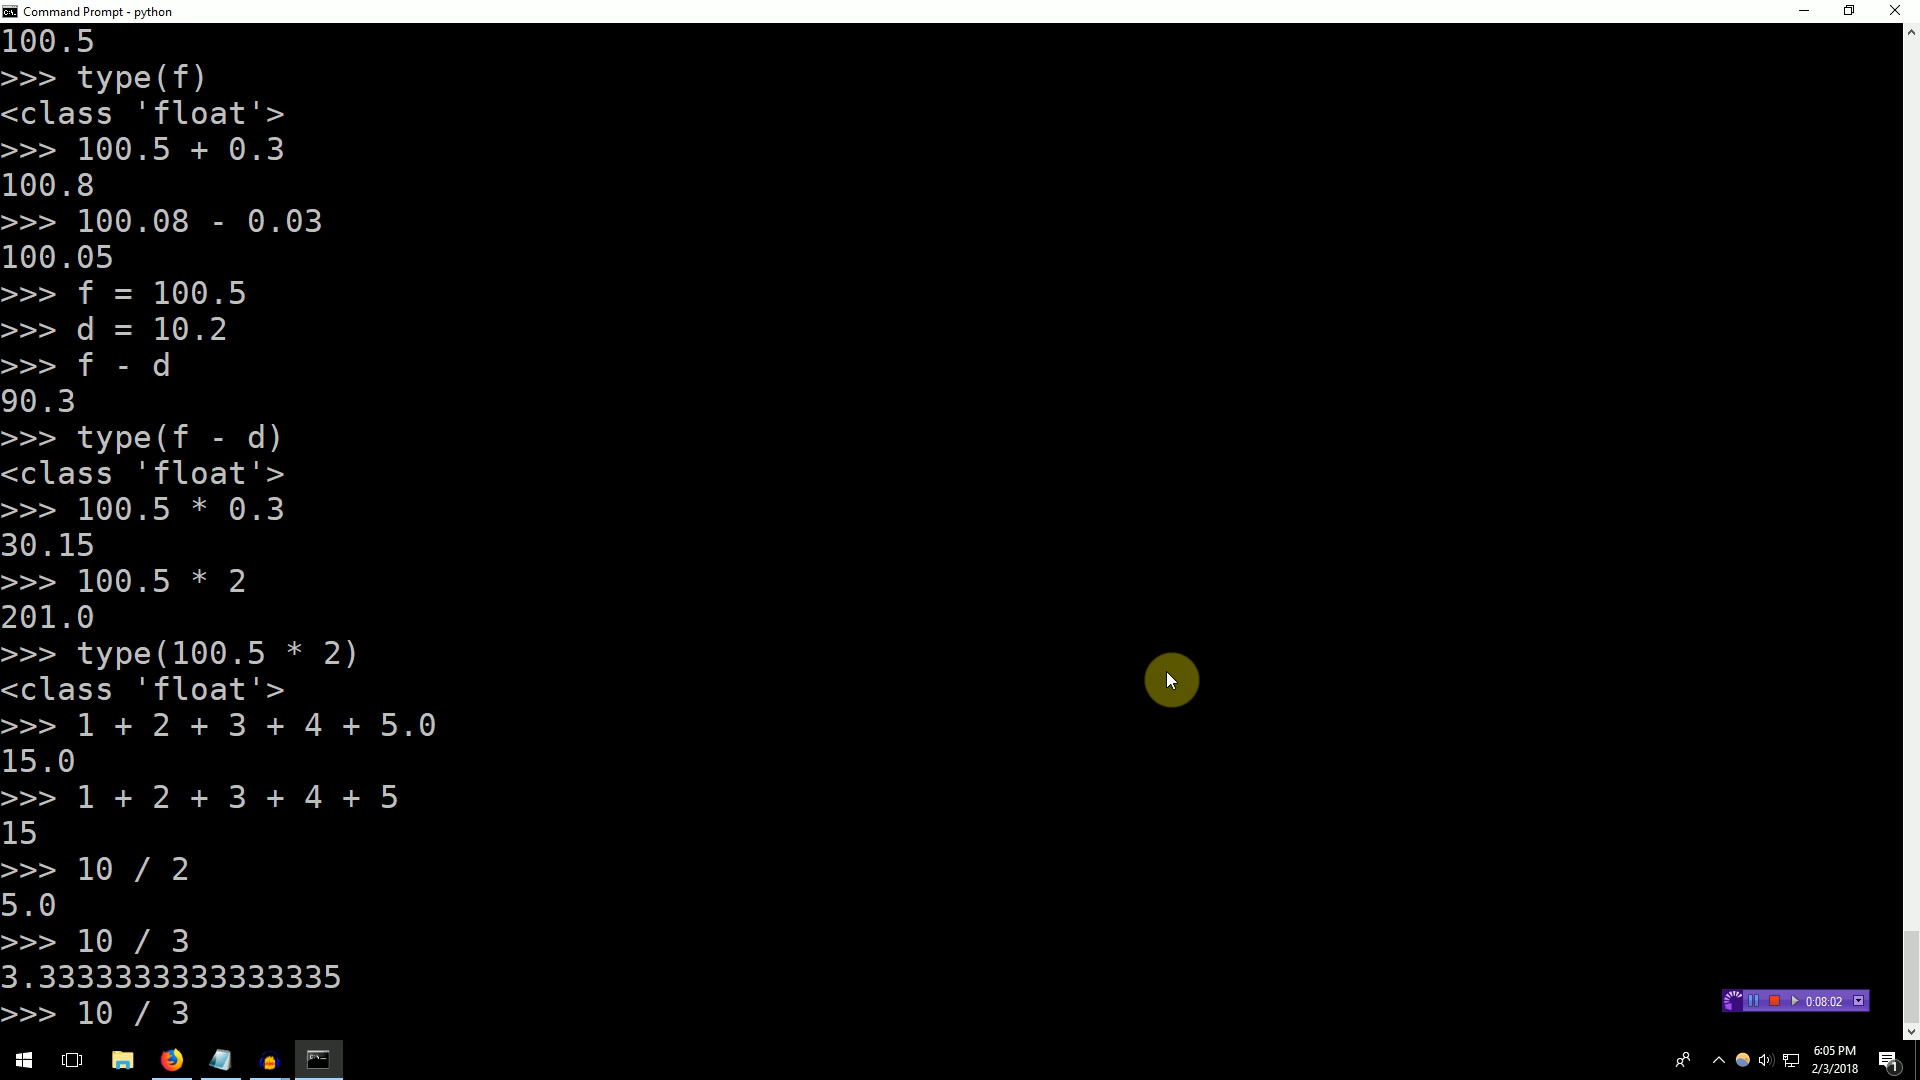 Command Prompt - python
100.5
>>> type(f)
<class 'float'>
>>> 100.5 + 0.3
100.8
>>> 100.08 - 0.03
100.05
>>> f = 100.5
>>> d = 10.2
>>> f - d
90.3
>>> type(f - d)
<class 'float'>
>>> 100.5 * 0.3
30.15
>>> 100.5 * 2
201.0
>>> type(100.5 * 2)
<class 'float'>
>>> 1 + 2 + 3 + 4 + 5.0
15.0
>>> 1 + 2 + 3 + 4 + 5
15
>>> 10 / 2
5.0
>>> 10 / 3
3.3333333333333335
>>> 10 / 3
0:08:02
6:05 PM
2/3/2018
1